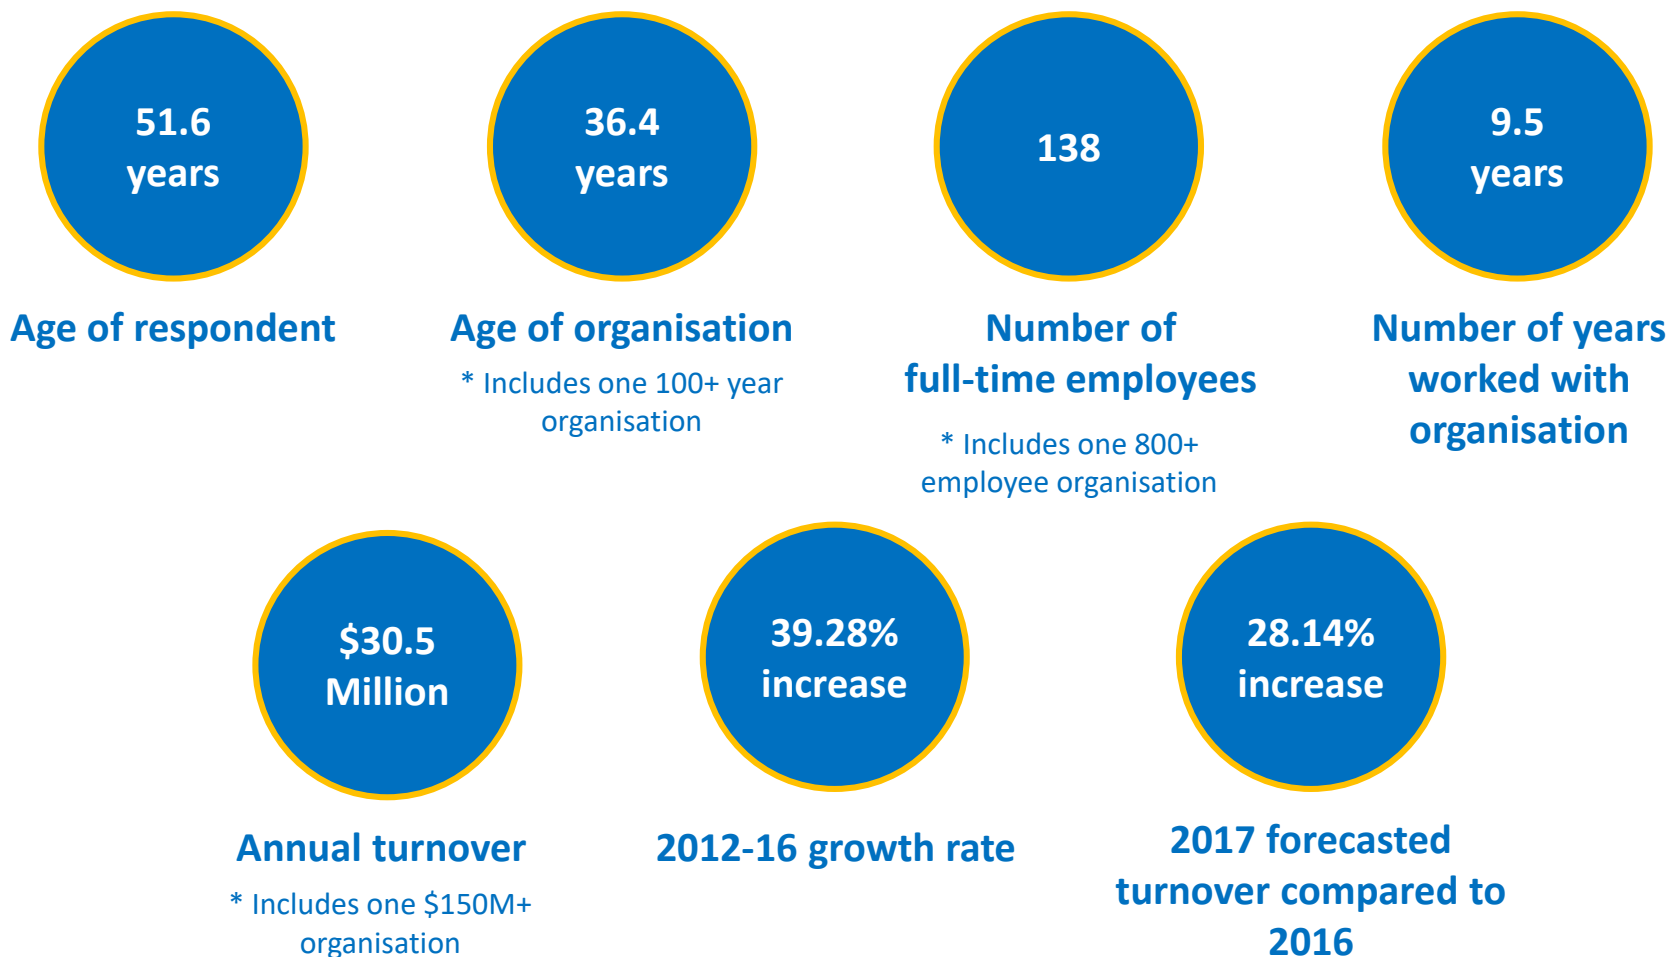 51.6
years
Age of respondent
36.4
years
Age of organisation
* Includes one 100+ year
organisation
138
Number of
full-time employees
* Includes one 800+
employee organisation
9.5
years
Number of years
worked with
organisation
$30.5
Million
Annual turnover
* Includes one $150M+
organisation
39.28%
increase
2012-16 growth rate
28.14%
increase
2017 forecasted
turnover compared to
2016